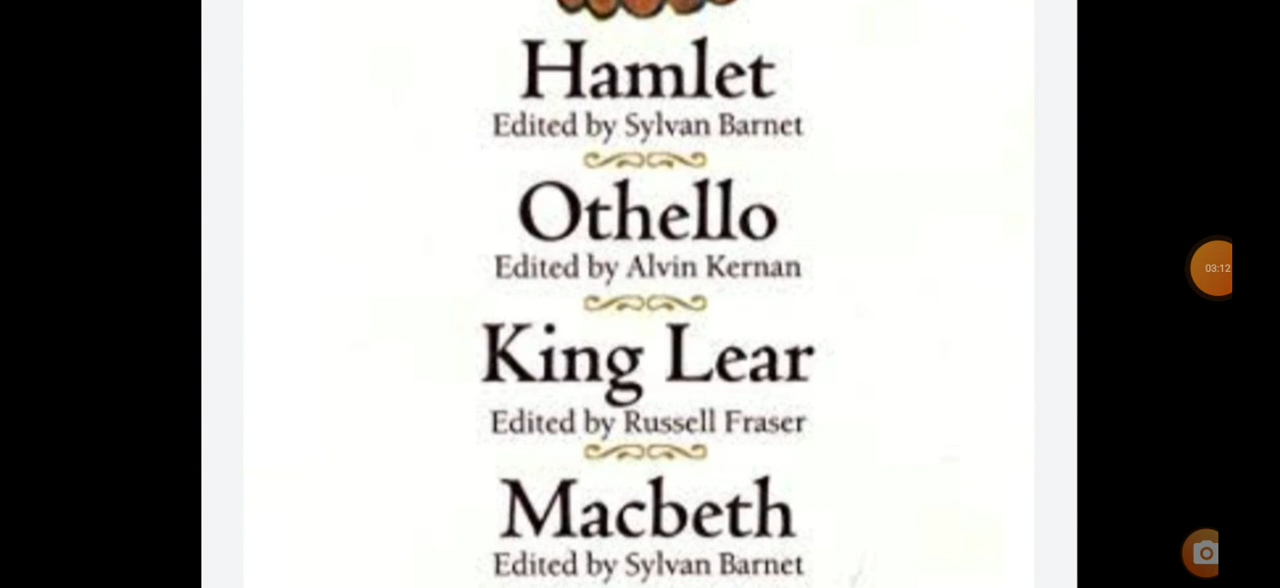 Hamlet
Edited by Sylvan Barnet
Othello
Edited by Alvin Kernan
King Lear
Edited by Russell Fraser
Macbeth
Edited by Sylvan Barnet
03:12